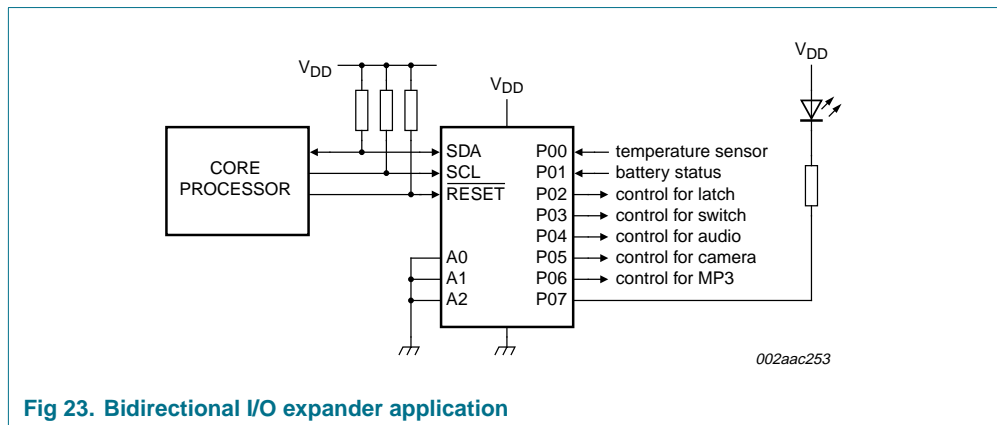 VDD
VDD
VDD
CORE
PROCESSOR
SDA
SCL
RESET
A0
A1
A2
P00
P01
P02
P03
P04
P05
P06
P07
temperature sensor
battery status
control for latch
control for switch
control for audio
control for camera
control for MP3
002aac253
Fig 23. Bidirectional I/O expander application